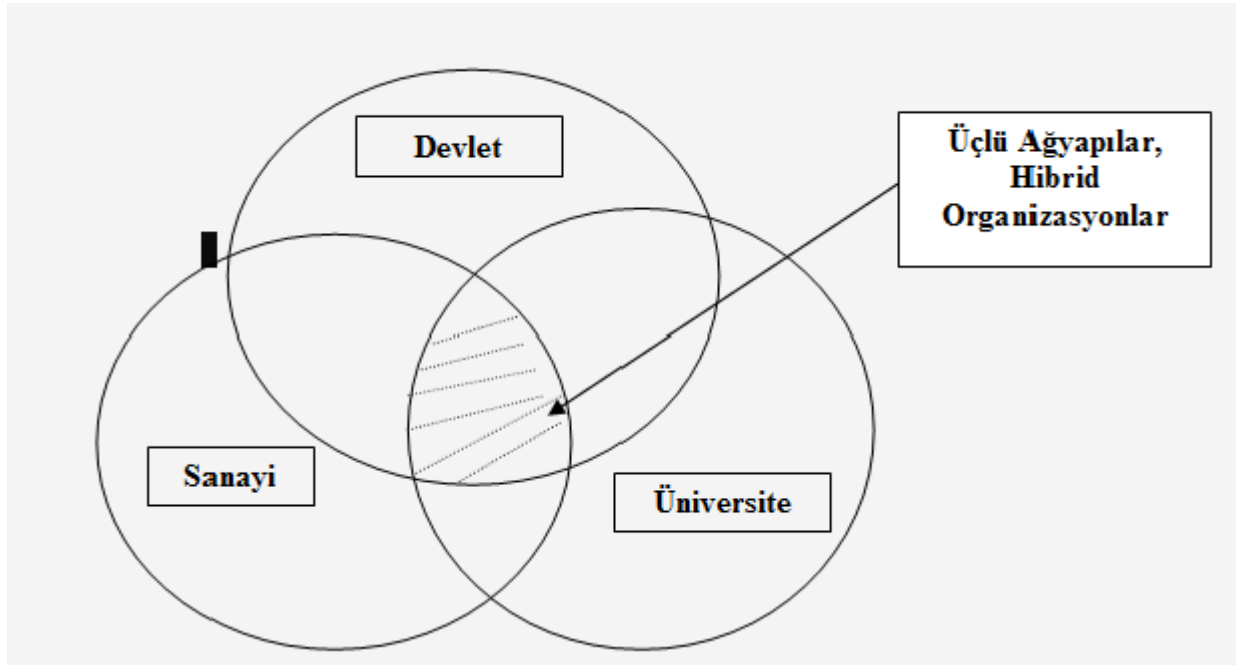 Devlet
Üçlü Ağyapılar,
Hibrid
Organizasyonlar
Sanayi
Üniversite